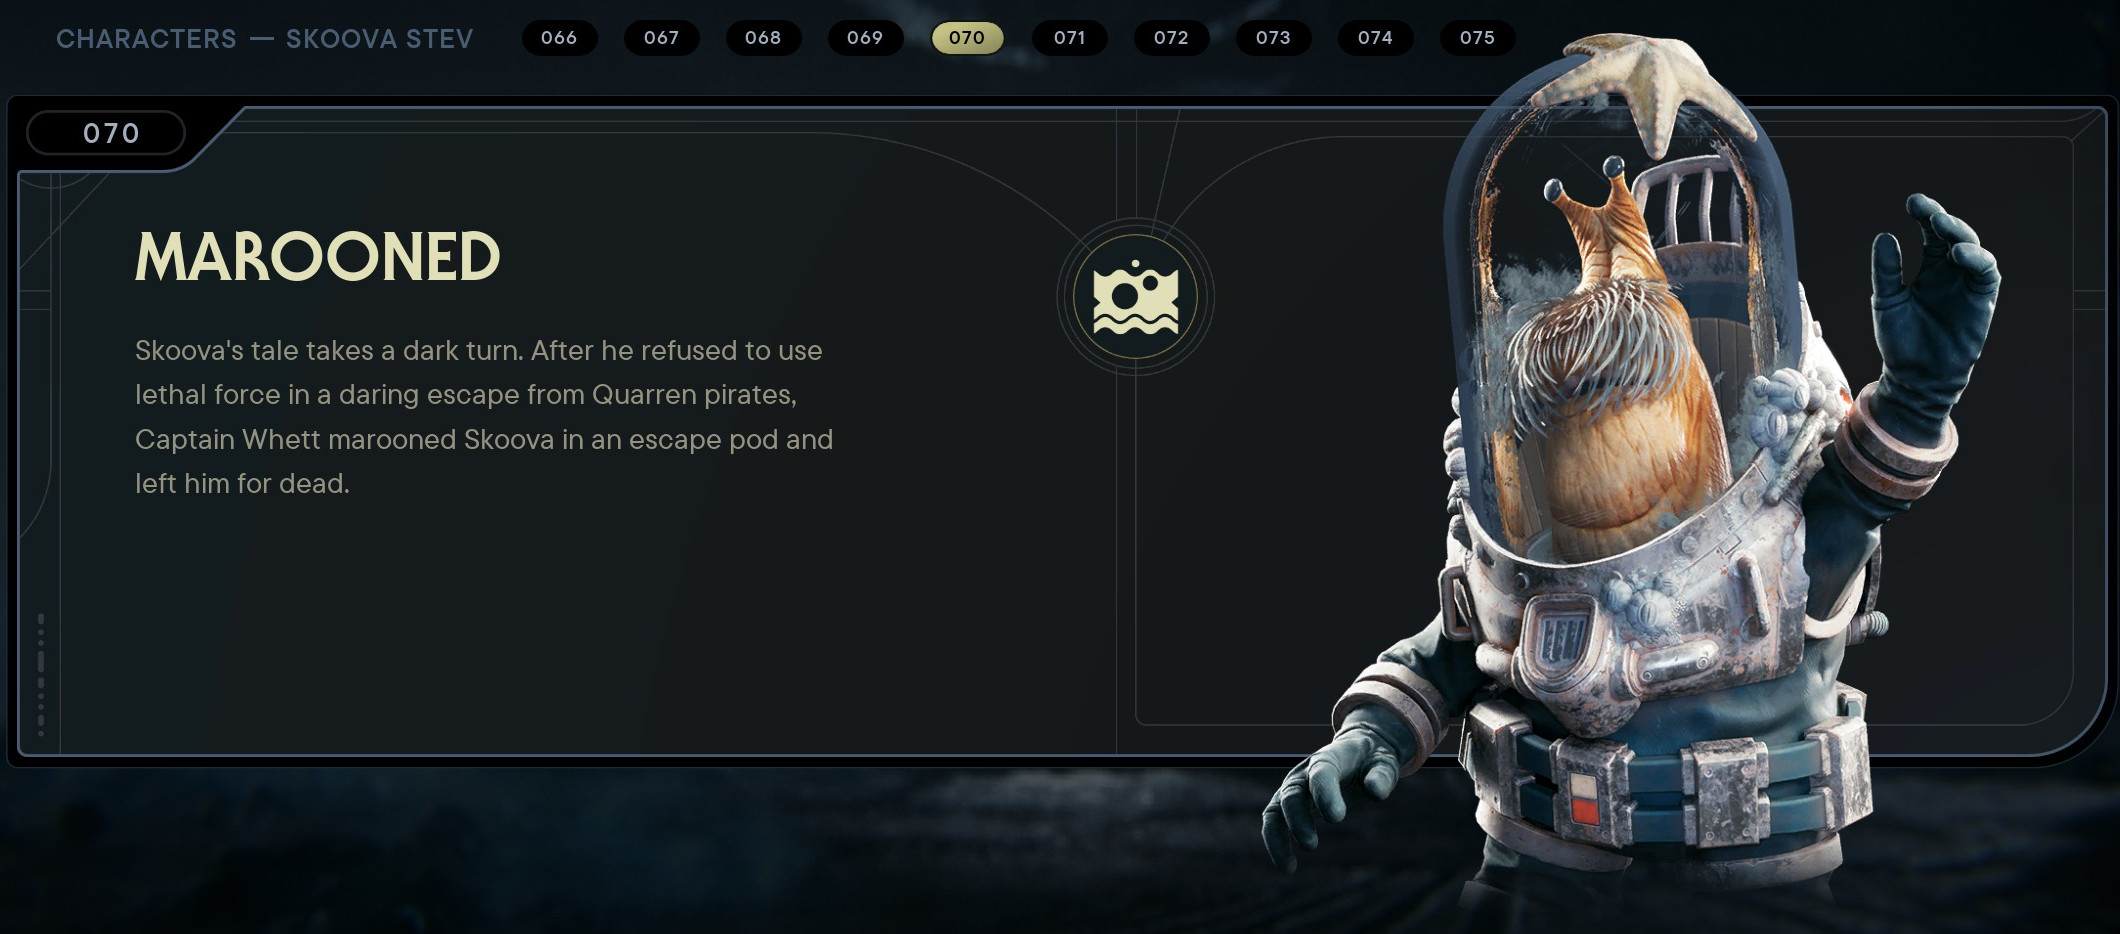 CHARACTERS — SKOOVA STEV
066 067 068 069 070 071 072 073 074 075
070
MAROONED
Skoova's tale takes a dark turn. After he refused to use
lethal force in a daring escape from Quarren pirates,
Captain Whett marooned Skoova in an escape pod and
left him for dead.